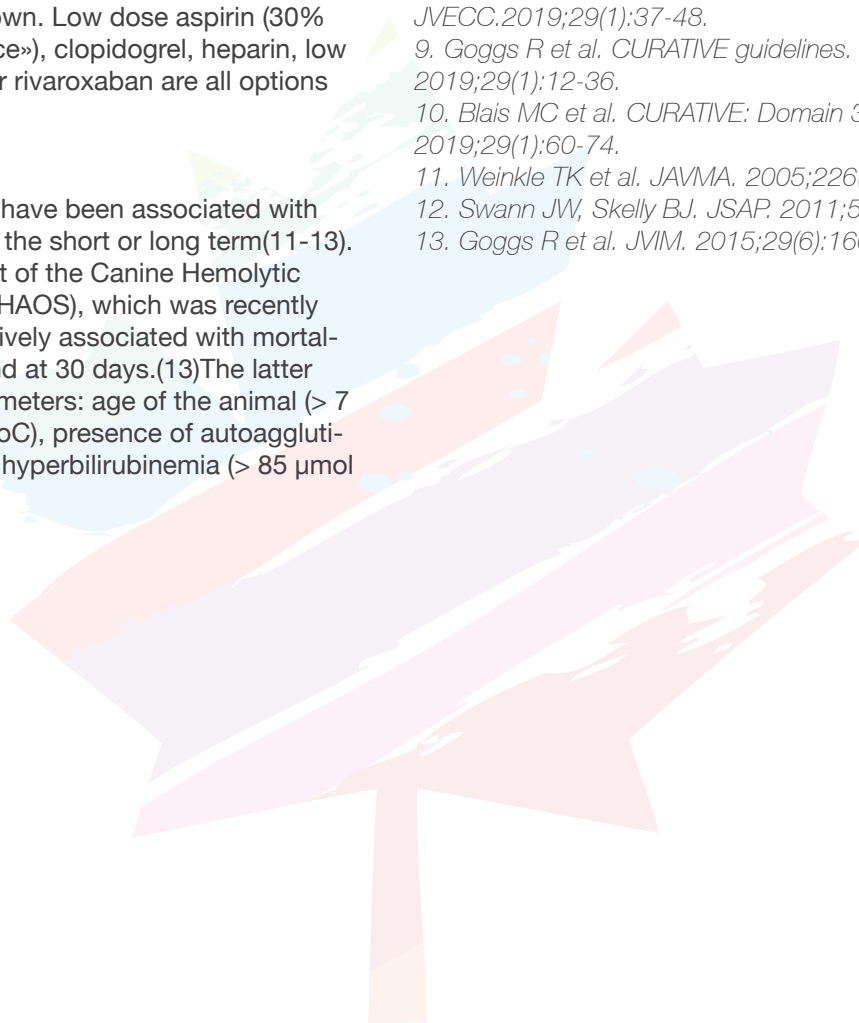 own. Low dose aspirin (30%
ce»), clopidogrel, heparin, low
r rivaroxaban are all options
have been associated with
the short or long term(11-13).
t of the Canine Hemolytic
HAOS), which was recently
ively associated with mortal-
nd at 30 days.(13)The latter
meters: age of the animal (> 7
oC), presence of autoaggluti-
hyperbilirubinemia (> 85 µmol
JVECC.2019;29(1):37-48.
9. Goggs R et al. CURATIVE guidelines.
2019;29(1):12-36.
10. Blais MC et al. CURATIVE: Domain 3
2019;29(1):60-74.
11. Weinkle TK et al. JAVMA. 2005;226
12. Swann JW, Skelly BJ. JSAP. 2011;5
13. Goggs R et al. JVIM. 2015;29(6):16